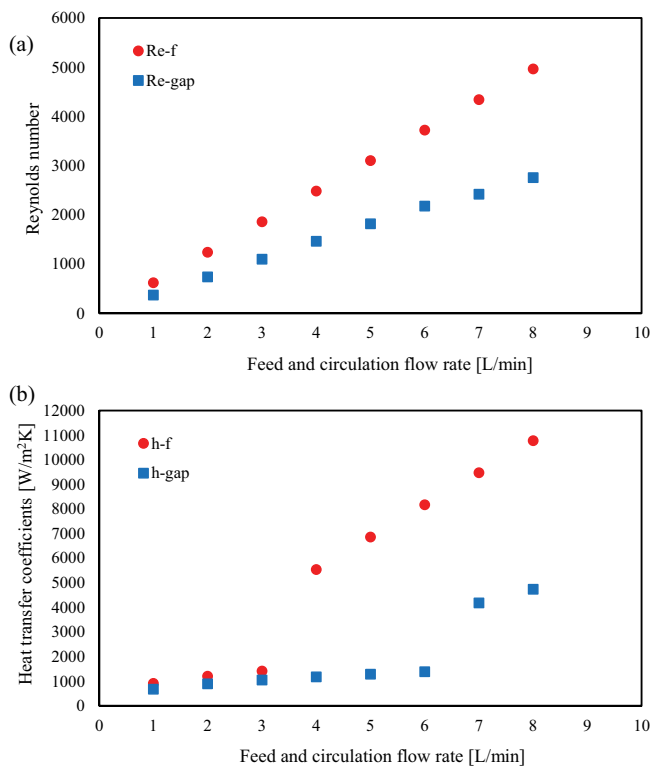 (a)
6000
5000
4000
3000
2000
1000
0
Reynolds number
Re-f
Re-gap
0 1 2 3 4 5 6 7 8 9 10
Feed and circulation flow rate [L/min]
(b)
12000
11000
10000
9000
8000
7000
6000
5000
4000
3000
2000
1000
0
Heat transfer coefficients [W/m²K]
h-f
h-gap
0 1 2 3 4 5 6 7 8 9 10
Feed and circulation flow rate [L/min]